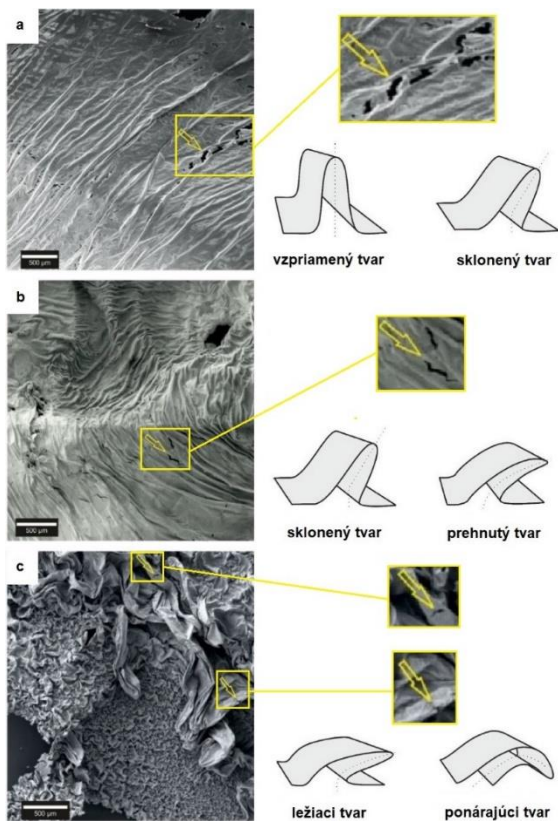 a
500 µm
vzpriamený tvar
sklonený tvar
b
500 µm
sklonený tvar
prehnutý tvar
c
500 µm
ležiaci tvar
ponárajúci tvar